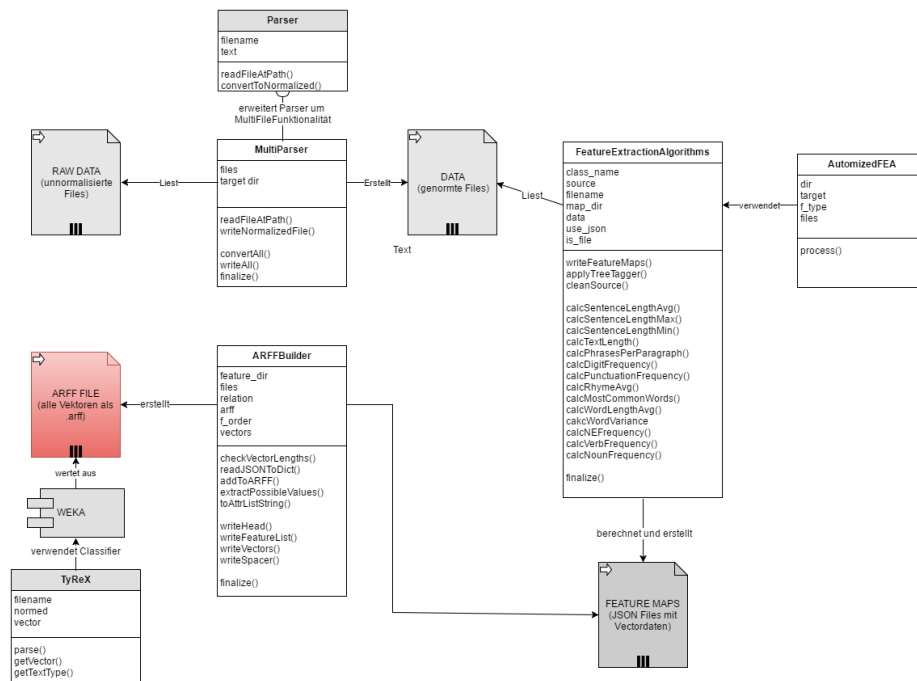 Parser
filename
text
readFileAtPath()
convertToNormalized()
erweitert Parser um
MultiFileFunktionalität
RAW DATA
(unnormalisierte
Files)
Liest
MultiParser
files
target dir
readFileAtPath()
writeNormalizedFile()
convertAll()
writeAll()
finalize()
Erstellt
DATA
(genormte Files)
Text
Liest
FeatureExtractionAlgorithms
class_name
source
filename
map_dir
data
use_json
is_file
writeFeatureMaps()
applyTreeTagger()
cleanSource()
calcSentenceLengthAvg()
calcSentenceLengthMax()
calcSentenceLengthMin()
calcTextLength()
calcPhrasesPerParagraph()
calcDigitFrequency()
calcPunctuationFrequency()
calcRhymeAvg()
calcMostCommonWords()
calcWordLengthAvg()
cakcWordVariance
calcNEFrequency()
calcVerbFrequency()
calcNounFrequency()
finalize()
verwendet
AutomizedFEA
dir
target
f_type
files
process()
ARFF FILE
(alle Vektoren als
.arff)
erstellt
ARFFBuilder
feature_dir
files
relation
arff
f_order
vectors
checkVectorLengths()
readJSONToDict()
addToARFF()
extractPossibleValues()
toAttrListString()
writeHead()
writeFeatureList()
writeVectors()
writeSpacer()
finalize()
wertet aus
WEKA
verwendet Classifier
TyReX
filename
normed
vector
parse()
getVector()
getTextType()
berechnet und erstellt
FEATURE MAPS
(JSON Files mit
Vectordaten)